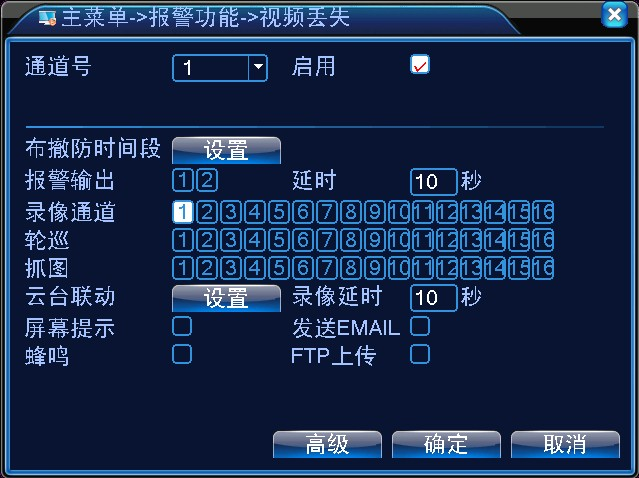 主菜单->报警功能->视频丢失
通道号 1 启用
布撤防时间段 设置
报警输出 1 2 延时 10 秒
录像通道 1 2 3 4 5 6 7 8 9 10 11 12 13 14 15 16
轮巡 1 2 3 4 5 6 7 8 9 10 11 12 13 14 15 16
抓图 1 2 3 4 5 6 7 8 9 10 11 12 13 14 15 16
云台联动 设置 录像延时 10 秒
屏幕提示 发送EMAIL
蜂鸣 FTP上传
高级 确定 取消